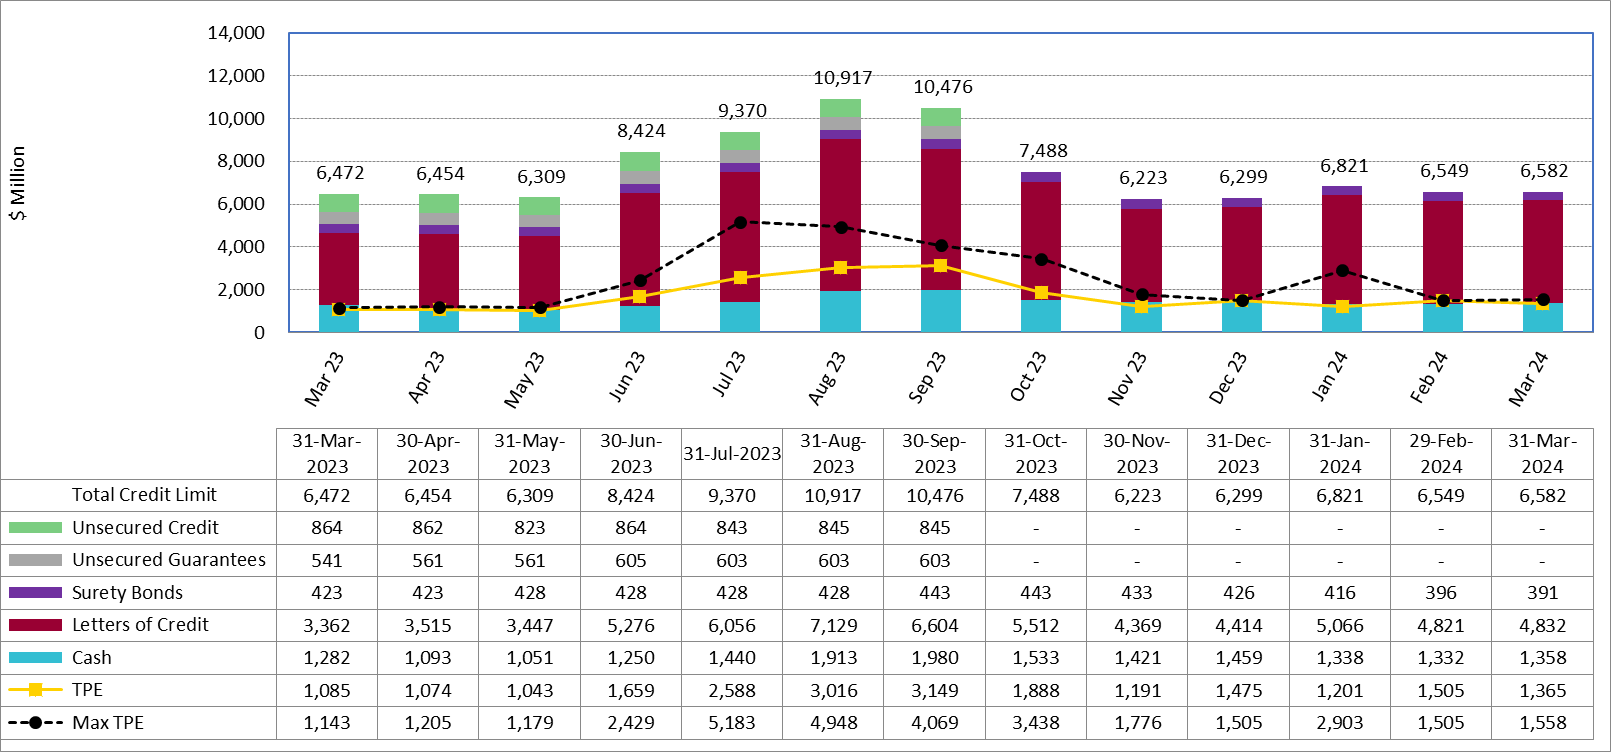 14,000
12,000
10,000
8,000
6,000
4,000
2,000
0
$ Million
6,472
6,454
6,309
8,424
9,370
10,917
10,476
7,488
6,223
6,299
6,821
6,549
6,582
Mar 23
Apr 23
May 23
Jun 23
Jul 23
Aug 23
Sep 23
Oct 23
Nov 23
Dec 23
Jan 24
Feb 24
Mar 24
31-Mar-2023 30-Apr-2023 31-May-2023 30-Jun-2023 31-Jul-2023 31-Aug-2023 30-Sep-2023 31-Oct-2023 30-Nov-2023 31-Dec-2023 31-Jan-2024 29-Feb-2024 31-Mar-2024
Total Credit Limit 6,472 6,454 6,309 8,424 9,370 10,917 10,476 7,488 6,223 6,299 6,821 6,549 6,582
Unsecured Credit 864 862 823 864 843 845 845 - - - - - -
Unsecured Guarantees 541 561 561 605 603 603 603 - - - - - -
Surety Bonds 423 423 428 428 428 428 443 443 433 426 416 396 391
Letters of Credit 3,362 3,515 3,447 5,276 6,056 7,129 6,604 5,512 4,369 4,414 5,066 4,821 4,832
Cash 1,282 1,093 1,051 1,250 1,440 1,913 1,980 1,533 1,421 1,459 1,338 1,332 1,358
TPE 1,085 1,074 1,043 1,659 2,588 3,016 3,149 1,888 1,191 1,475 1,201 1,505 1,365
Max TPE 1,143 1,205 1,179 2,429 5,183 4,948 4,069 3,438 1,776 1,505 2,903 1,505 1,558